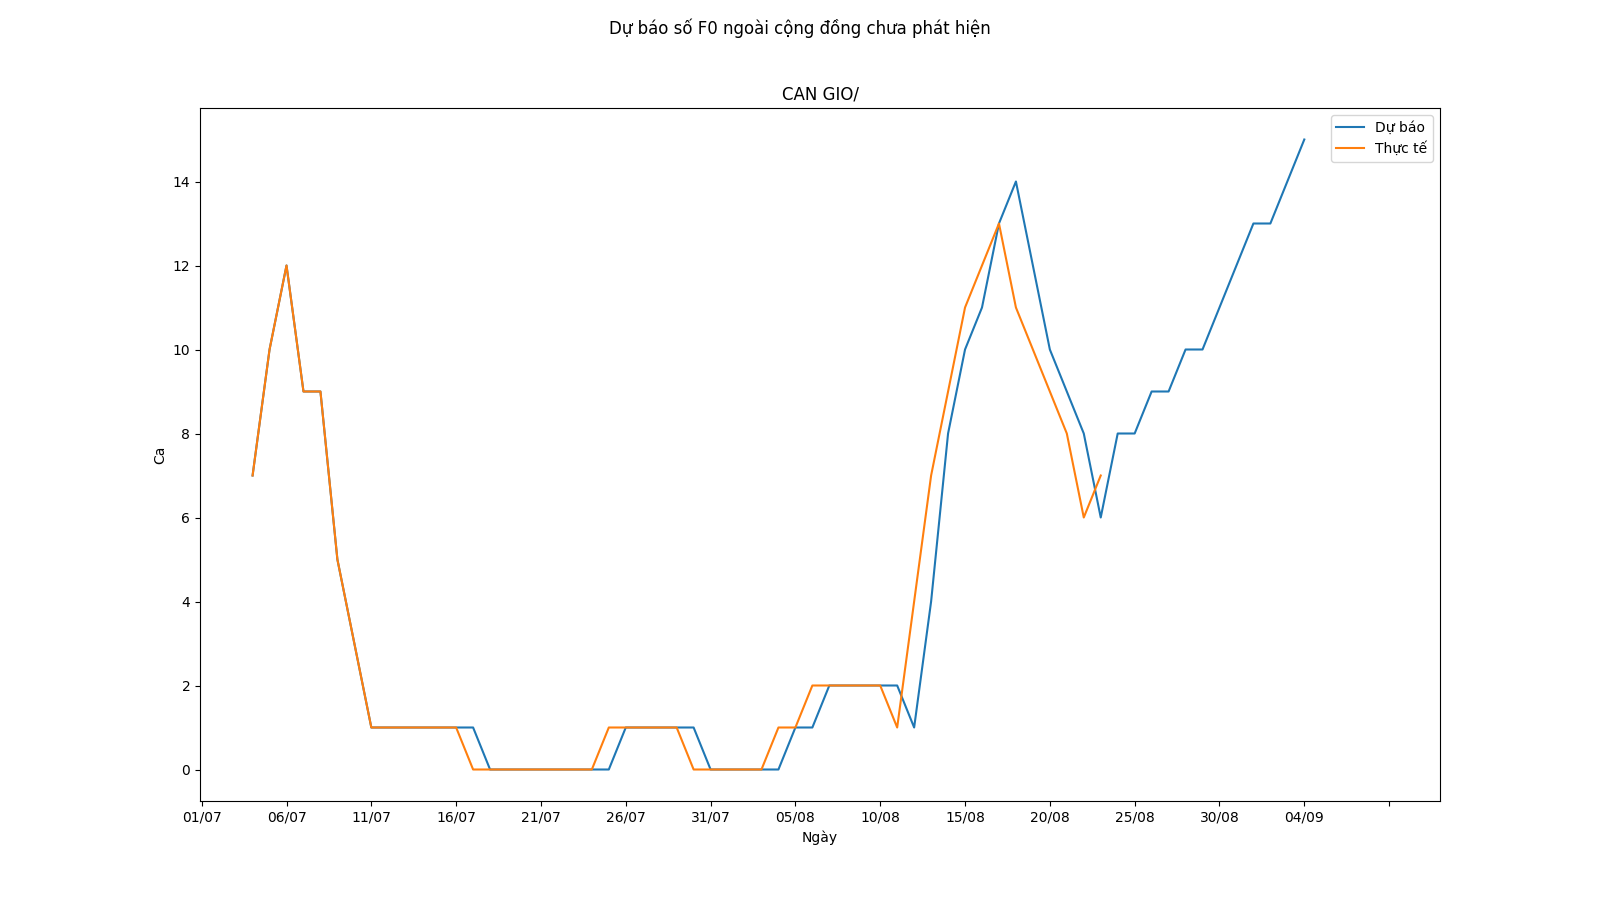 Dự báo số F0 ngoài cộng đồng chưa phát hiện
CAN GIO/
Dự báo
Thực tế
14
12
10
8
6
4
2
0
Ca
01/07 06/07 11/07 16/07 21/07 26/07 31/07 05/08 10/08 15/08 20/08 25/08 30/08 04/09
Ngày